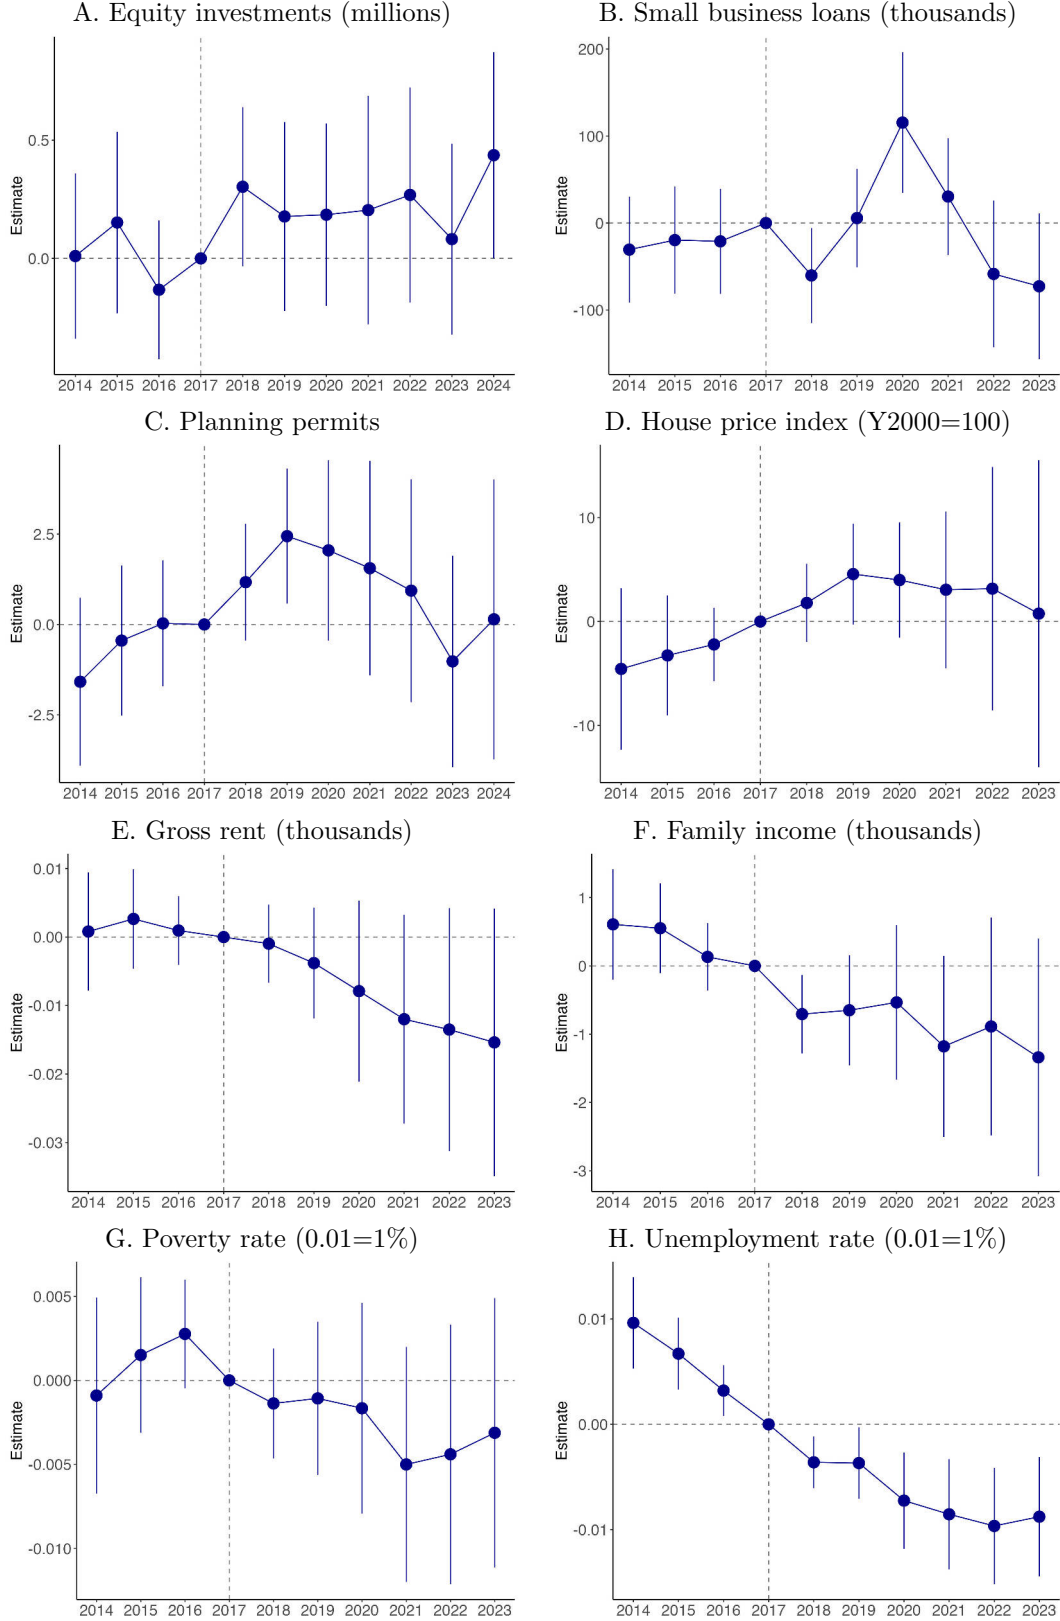 A. Equity investments (millions)
Estimate
0.5
0.0
2014 2015 2016 2017 2018 2019 2020 2021 2022 2023 2024
B. Small business loans (thousands)
Estimate
200
100
0
-100
2014 2015 2016 2017 2018 2019 2020 2021 2022 2023
C. Planning permits
Estimate
2.5
0.0
-2.5
2014 2015 2016 2017 2018 2019 2020 2021 2022 2023 2024
D. House price index (Y2000=100)
Estimate
10
0
-10
2014 2015 2016 2017 2018 2019 2020 2021 2022 2023
E. Gross rent (thousands)
Estimate
0.01
0.00
-0.01
-0.02
-0.03
2014 2015 2016 2017 2018 2019 2020 2021 2022 2023
F. Family income (thousands)
Estimate
1
0
-1
-2
-3
2014 2015 2016 2017 2018 2019 2020 2021 2022 2023
G. Poverty rate (0.01=1%)
Estimate
0.005
0.000
-0.005
-0.010
2014 2015 2016 2017 2018 2019 2020 2021 2022 2023
H. Unemployment rate (0.01=1%)
Estimate
0.01
0.00
-0.01
2014 2015 2016 2017 2018 2019 2020 2021 2022 2023